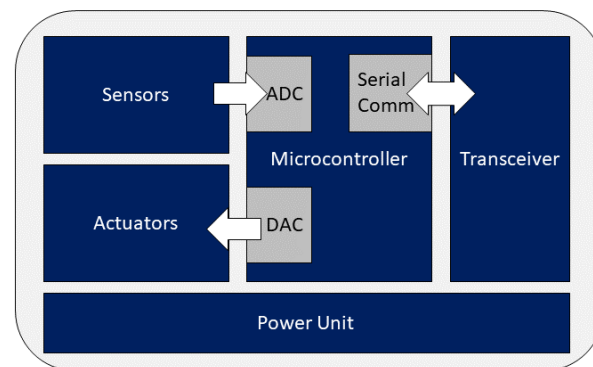 Sensors
ADC
Serial
Comm
Microcontroller
Transceiver
Actuators
DAC
Power Unit